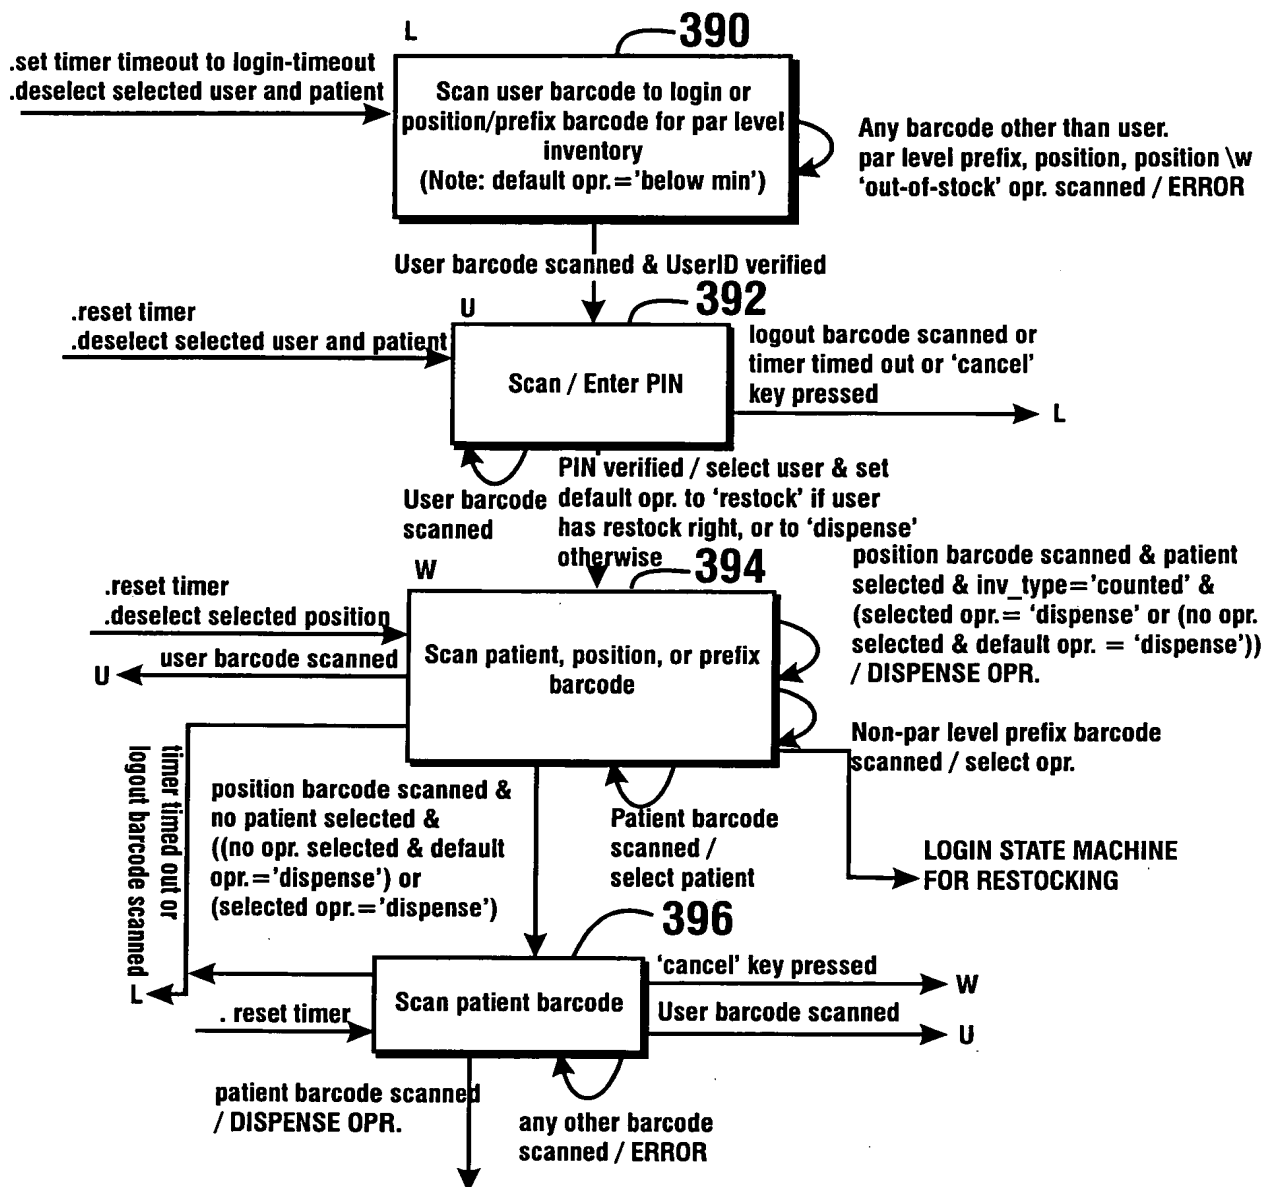 L
390
.set timer timeout to login-timeout
.deselect selected user and patient
Scan user barcode to login or
position/prefix barcode for par level
inventory
(Note: default opr.='below min')
Any barcode other than user.
par level prefix, position, position \w
'out-of-stock' opr. scanned / ERROR
User barcode scanned & UserID verified
U
392
.reset timer
.deselect selected user and patient
Scan / Enter PIN
logout barcode scanned or
timer timed out or 'cancel'
key pressed
L
User barcode
scanned
PIN verified / select user & set
default opr. to 'restock' if user
has restock right, or to 'dispense'
otherwise
W
394
.reset timer
.deselect selected position
user barcode scanned
U
Scan patient, position, or prefix
barcode
position barcode scanned & patient
selected & inv_type='counted' &
(selected opr.= 'dispense' or (no opr.
selected & default opr. = 'dispense'))
/ DISPENSE OPR.
Non-par level prefix barcode
scanned / select opr.
timer timed out or
logout barcode scanned
position barcode scanned &
no patient selected &
((no opr. selected & default
opr.='dispense') or
(selected opr.='dispense')
Patient barcode
scanned /
select patient
LOGIN STATE MACHINE
FOR RESTOCKING
396
L
Scan patient barcode
'cancel' key pressed
W
. reset timer
User barcode scanned
U
patient barcode scanned
/ DISPENSE OPR.
any other barcode
scanned / ERROR